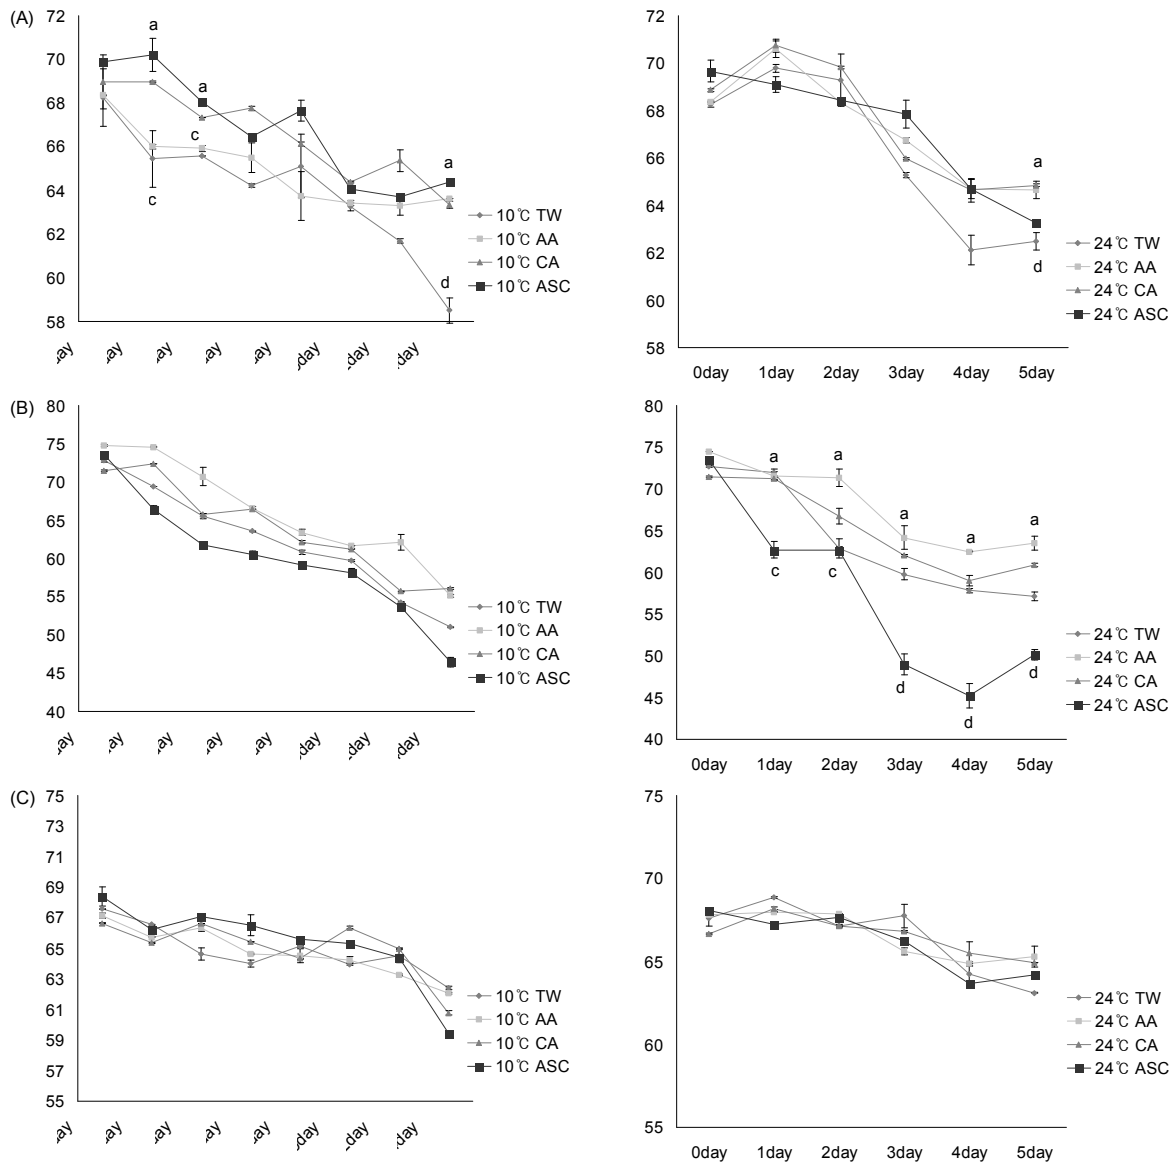 (A)
72
70
68
66
64
62
60
58
a
a
c
c
a
d
10℃ TW
10℃ AA
10℃ CA
10℃ ASC
72
70
68
66
64
62
60
58
a
d
24℃ TW
24℃ AA
24℃ CA
24℃ ASC
0day 1day 2day 3day 4day 5day
(B)
80
75
70
65
60
55
50
45
40
10℃ TW
10℃ AA
10℃ CA
10℃ ASC
80
75
70
65
60
55
50
45
40
a a a a a
c c d d d
24℃ TW
24℃ AA
24℃ CA
24℃ ASC
0day 1day 2day 3day 4day 5day
(C)
75
73
71
69
67
65
63
61
59
57
55
10℃ TW
10℃ AA
10℃ CA
10℃ ASC
75
70
65
60
55
24℃ TW
24℃ AA
24℃ CA
24℃ ASC
0day 1day 2day 3day 4day 5day